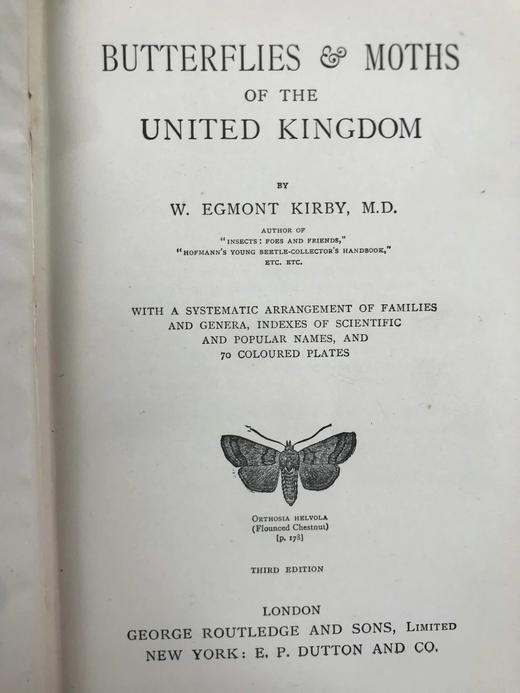 BUTTERFLIES & MOTHS
OF THE
UNITED KINGDOM
BY
W. EGMONT KIRBY, M.D.
AUTHOR OF
"INSECTS: FOES AND FRIENDS,"
"HOFMANN'S YOUNG BEETLE-COLLECTOR'S HANDBOOK,"
ETC. ETC.
WITH A SYSTEMATIC ARRANGEMENT OF FAMILIES
AND GENERA, INDEXES OF SCIENTIFIC
AND POPULAR NAMES, AND
70 COLOURED PLATES
ORTHOSIA HELVOLA
(Flounced Chestnut)
[p. 178]
THIRD EDITION
LONDON
GEORGE ROUTLEDGE AND SONS, LIMITED
NEW YORK: E. P. DUTTON AND CO.